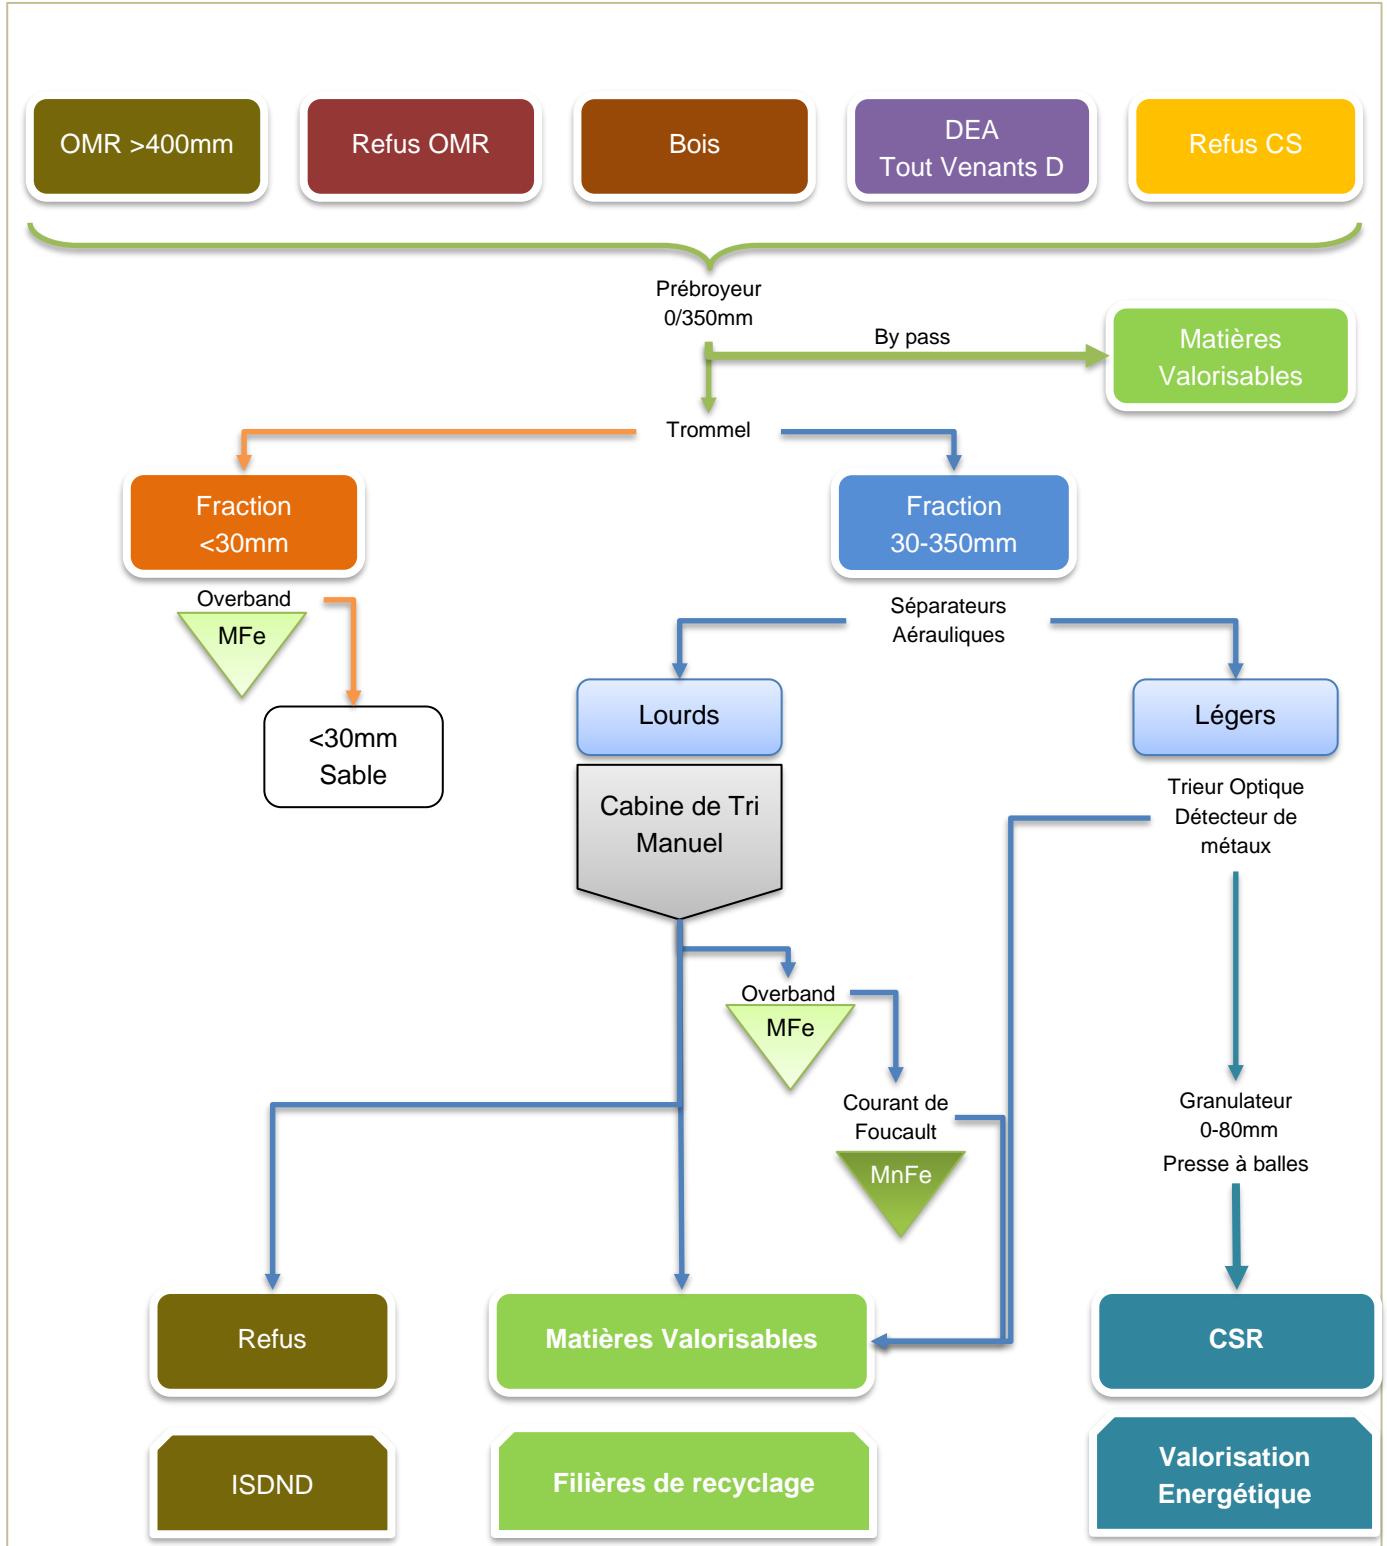 OMR >400mm
Refus OMR
Bois
DEA
Tout Venants D
Refus CS
Prébroyeur
0/350mm
By pass
Matières
Valorisables
Trommel
Fraction
<30mm
Fraction
30-350mm
Overband
MFe
Séparateurs
Aérauliques
<30mm
Sable
Lourds
Légers
Cabine de Tri
Manuel
Trieur Optique
Détecteur de
métaux
Overband
MFe
Courant de
Foucault
MnFe
Granulateur
0-80mm
Presse à balles
Refus
Matières Valorisables
CSR
ISDND
Filières de recyclage
Valorisation
Energétique